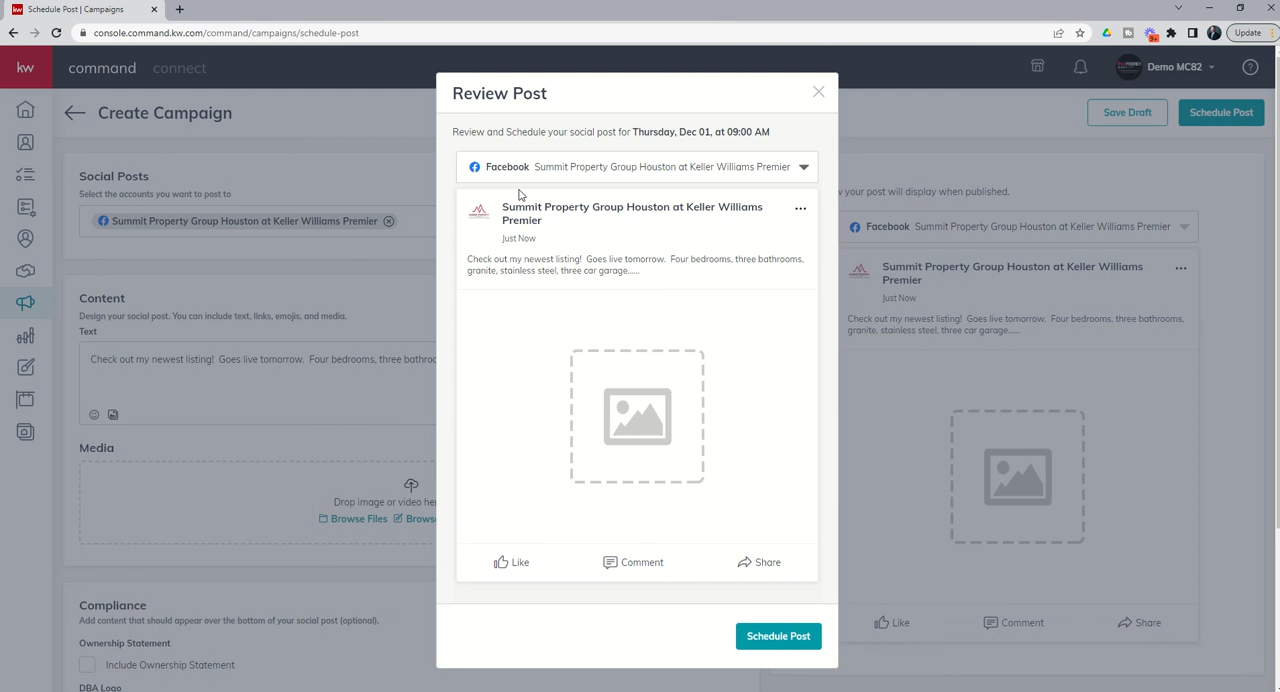 Schedule Post | Campaigns
console.command.kw.com/command/campaigns/schedule-post
9+
Update
kw
command
connect
Demo MC82
Create Campaign
Save Draft
Schedule Post
Social Posts
Select the accounts you want to post to
Summit Property Group Houston at Keller Williams Premier
Content
Design your social post. You can include text, links, emojis, and media.
Text
Check out my newest listing!  Goes live tomorrow.  Four bedrooms, three bathroo
Media
Drop image or video her
Browse Files
Brows
Compliance
Add content that should appear over the bottom of your social post (optional).
Ownership Statement
Include Ownership Statement
DBA Logo
Review Post
Review and Schedule your social post for Thursday, Dec 01, at 09:00 AM
Facebook Summit Property Group Houston at Keller Williams Premier
Summit Property Group Houston at Keller Williams
Premier
Just Now
Check out my newest listing!  Goes live tomorrow.  Four bedrooms, three bathrooms,
granite, stainless steel, three car garage......
Like
Comment
Share
Schedule Post
w your post will display when published.
Facebook Summit Property Group Houston at Keller Williams Premier
Summit Property Group Houston at Keller Williams
Premier
Just Now
Check out my newest listing!  Goes live tomorrow.  Four bedrooms, three bathrooms,
granite, stainless steel, three car garage......
Like
Comment
Share